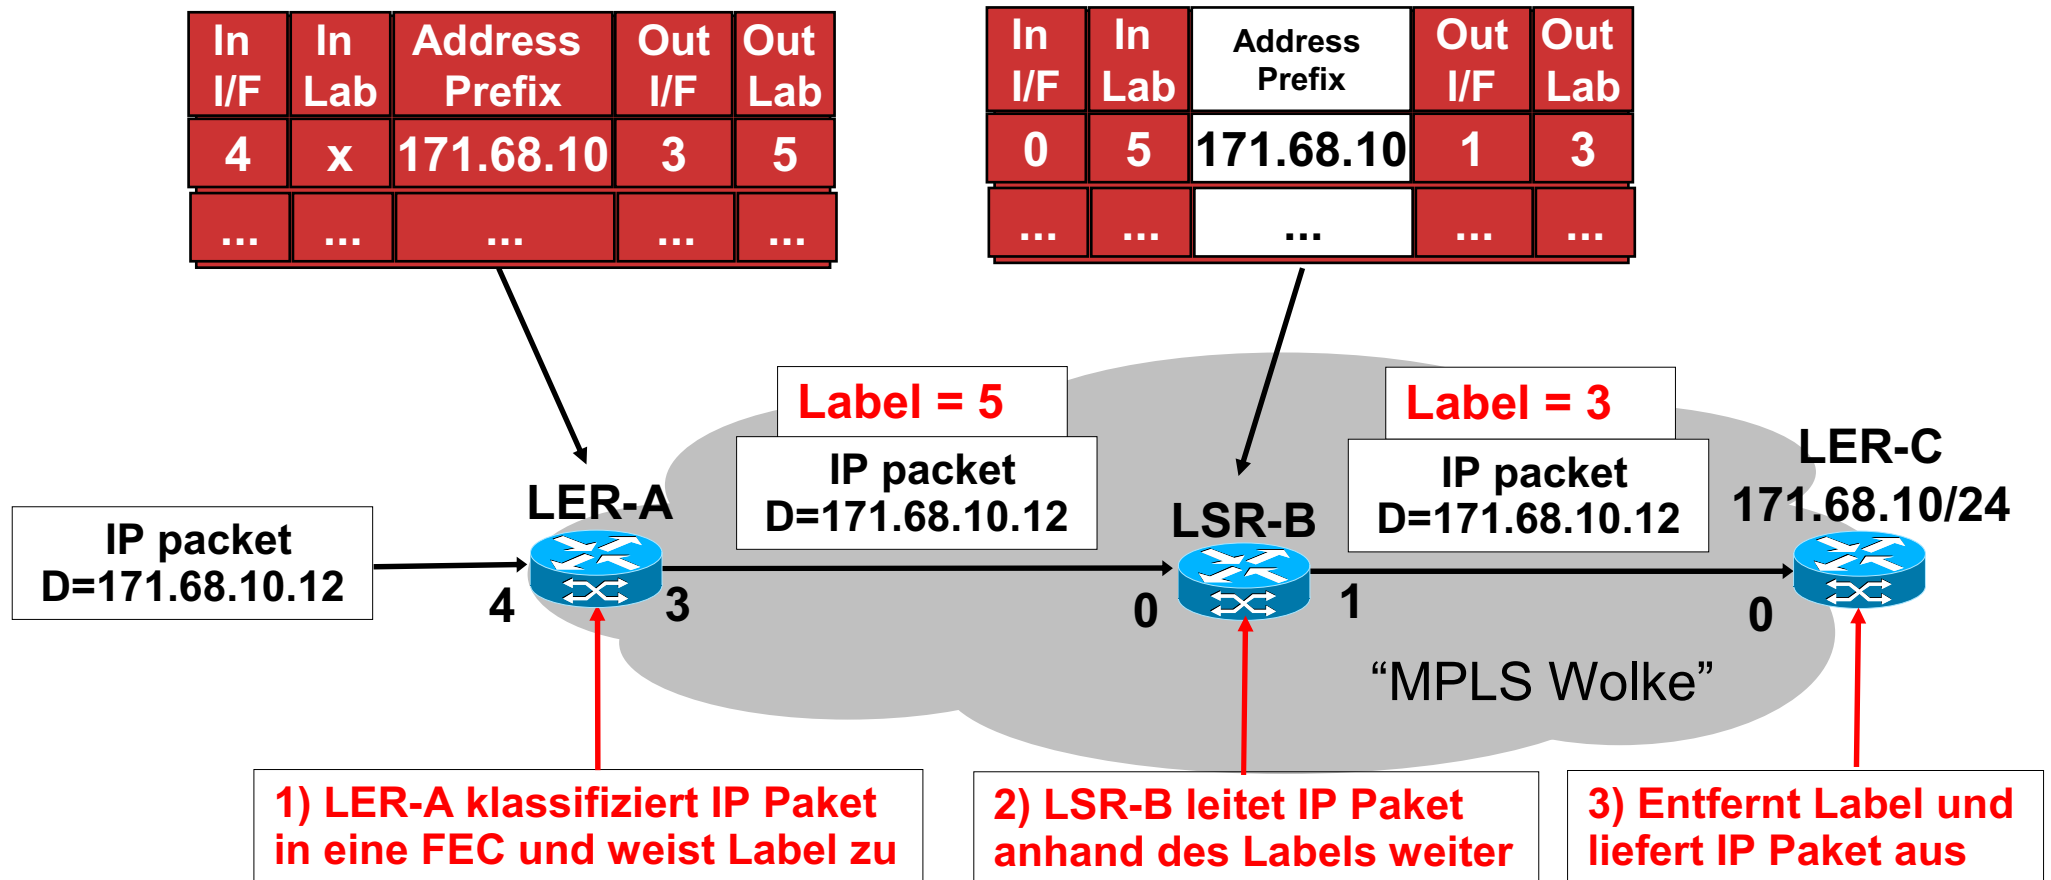 In In Address Out Out
I/F Lab Prefix I/F Lab
4 x 171.68.10 3 5
... ... ... ... ...
In In Address Out Out
I/F Lab Prefix I/F Lab
0 5 171.68.10 1 3
... ... ... ... ...
Label = 5
IP packet
D=171.68.10.12
Label = 3
IP packet
D=171.68.10.12
LER-C
171.68.10/24
LER-A
LSR-B
IP packet
D=171.68.10.12
4 3 0 1 0
“MPLS Wolke”
1) LER-A klassifiziert IP Paket
in eine FEC und weist Label zu
2) LSR-B leitet IP Paket
anhand des Labels weiter
3) Entfernt Label und
liefert IP Paket aus